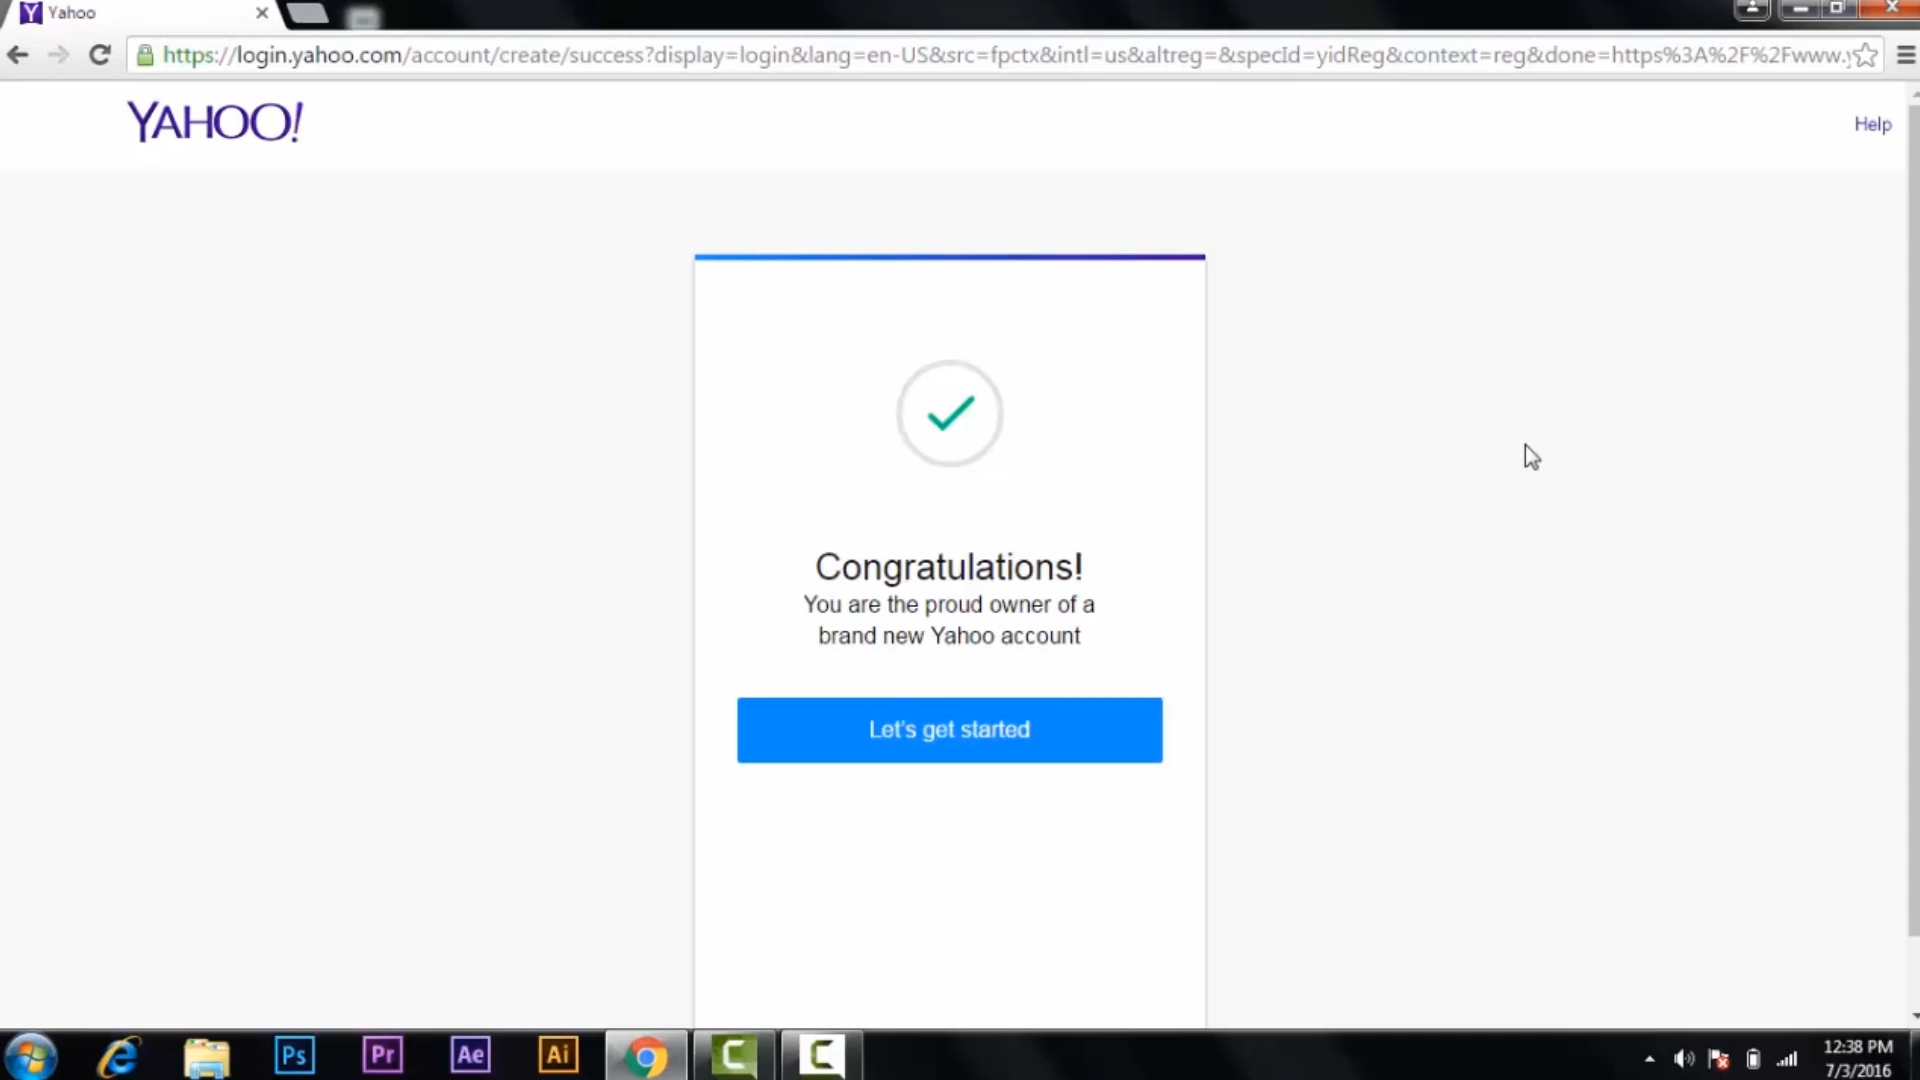 Yahoo
https://login.yahoo.com/account/create/success?display=login&lang=en-US&src=fpctx&intl=us&altreg=&specId=yidReg&context=reg&done=https%3A%2F%2Fwww.y
YAHOO!
Help
Congratulations!
You are the proud owner of a
brand new Yahoo account
Let's get started
Ps Pr Ae Ai
12:38 PM
7/3/2016